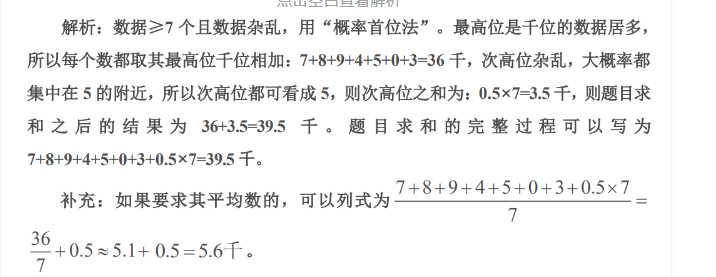 点击空白查看解析
解析：数据≥7 个且数据杂乱，用“概率首位法”。最高位是千位的数据居多，
所以每个数都取其最高位千位相加：7+8+9+4+5+0+3=36 千，次高位杂乱，大概率都
集中在 5 的附近，所以次高位都可看成 5，则次高位之和为：0.5×7=3.5 千，则题目求
和之后的结果为 36+3.5=39.5 千。题目求和的完整过程可以写为
7+8+9+4+5+0+3+0.5×7=39.5 千。
补充：如果要求其平均数的，可以列式为 (7+8+9+4+5+0+3+0.5×7)/7 =
36/7 + 0.5 ≈ 5.1 + 0.5 = 5.6千。